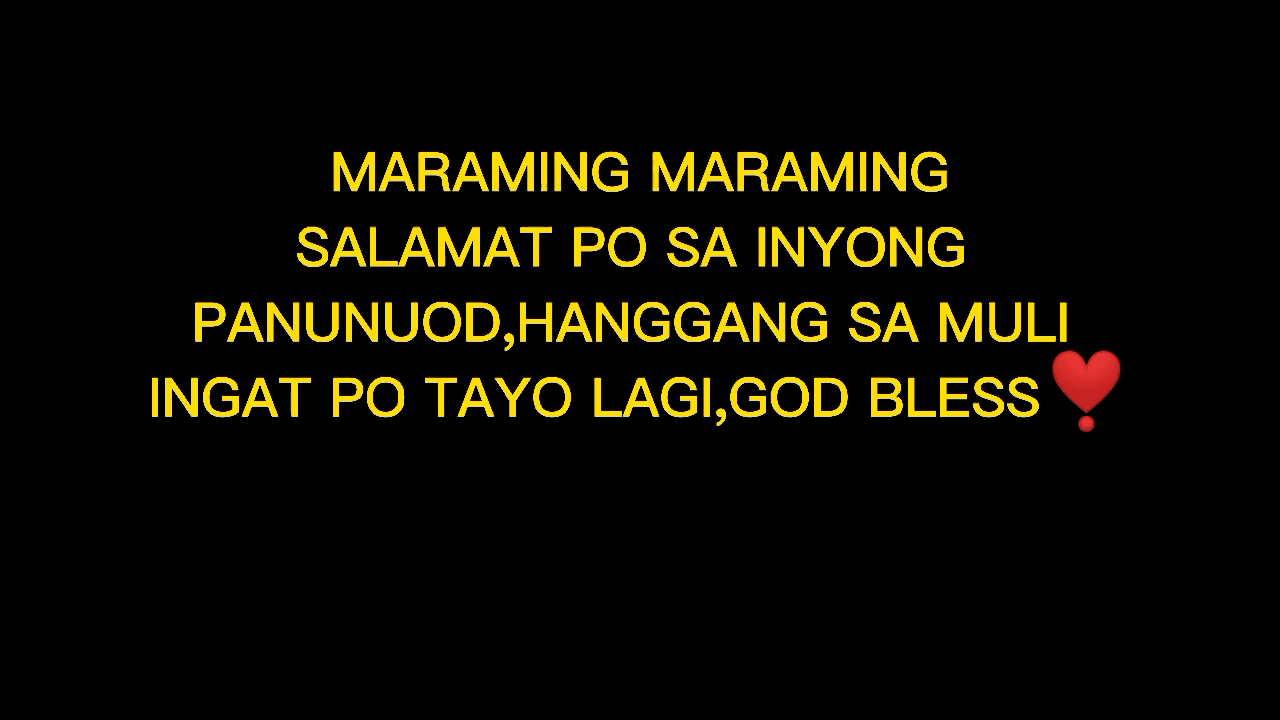 MARAMING MARAMING
SALAMAT PO SA INYONG
PANUNUOD,HANGGANG SA MULI
INGAT PO TAYO LAGI,GOD BLESS❣️